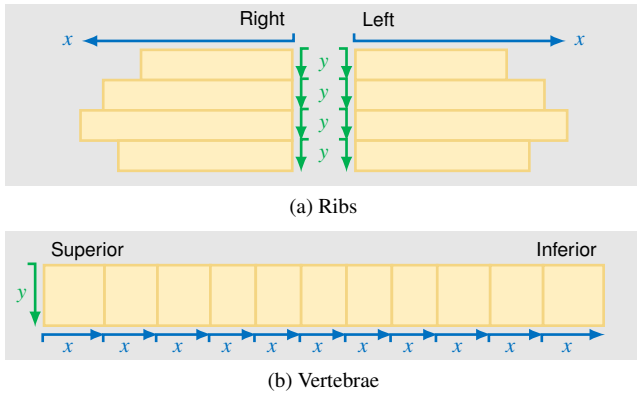 Right Left
x x
y
y
y
y
(a) Ribs
Superior Inferior
y
x x x x x x x x x x
(b) Vertebrae